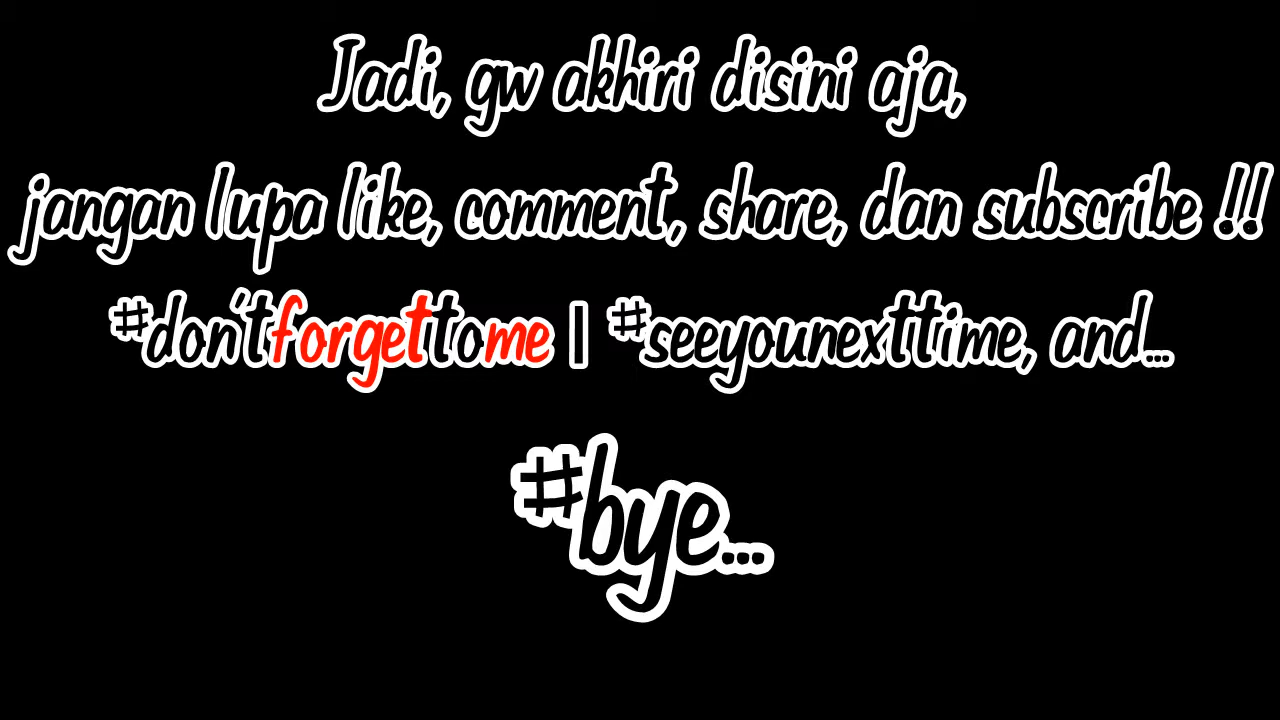 Jadi, gw akhiri disini aja,
jangan lupa like, comment, share, dan subscribe !!!
#don'tforgettome | #seeyounexttime, and...
#bye...